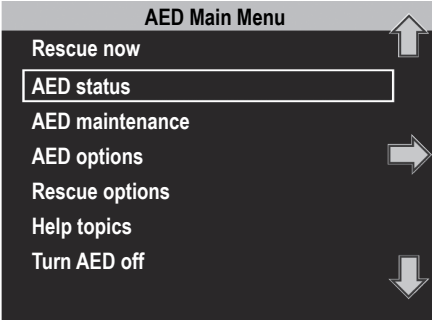 AED Main Menu
Rescue now
AED status
AED maintenance
AED options
Rescue options
Help topics
Turn AED off